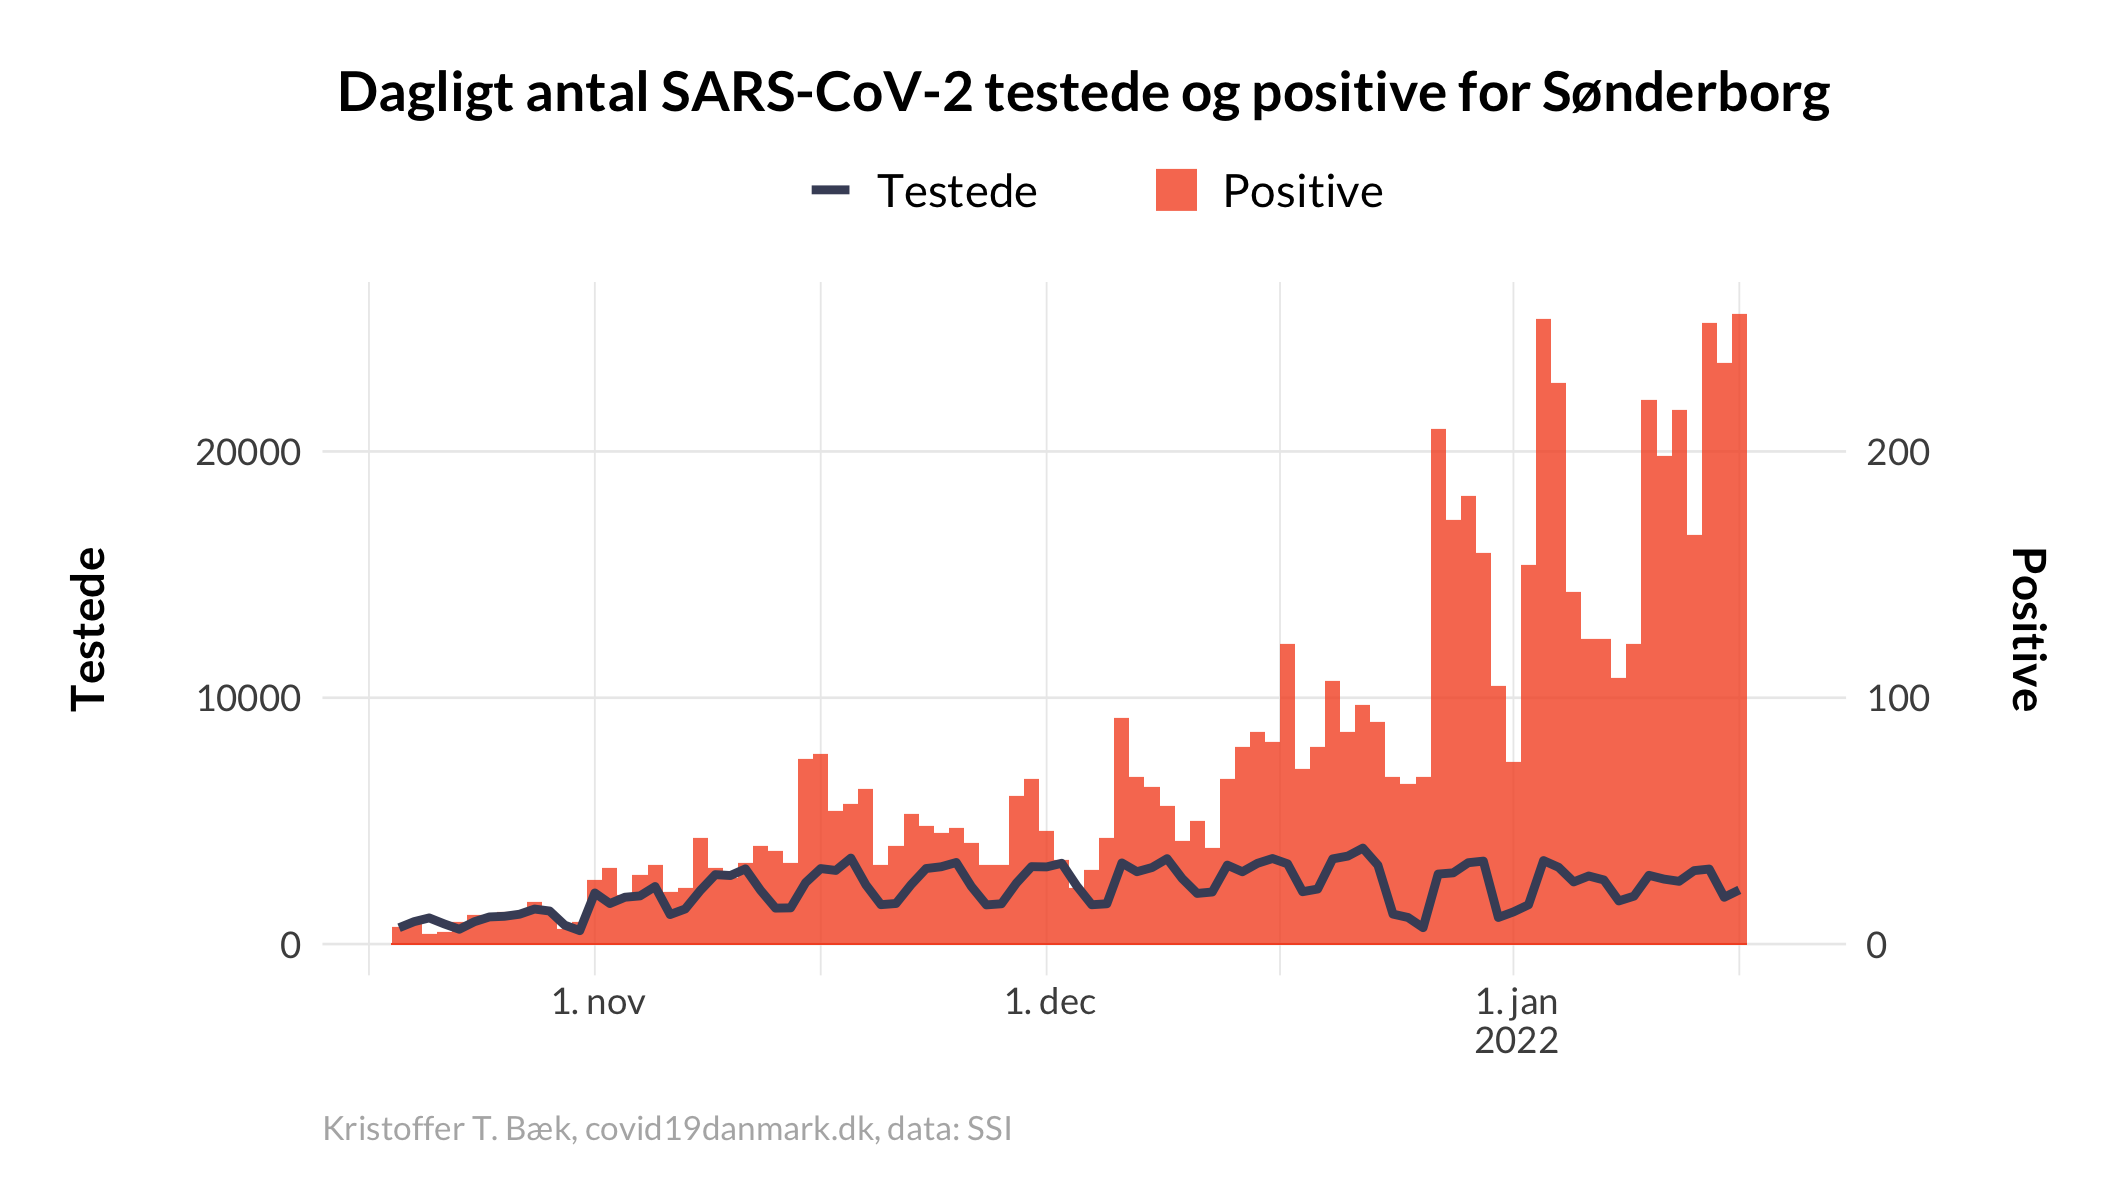 Dagligt antal SARS-CoV-2 testede og positive for Sønderborg
Testede
Positive
Testede
20000
10000
0
200
100
0
Positive
1. nov
1. dec
1. jan
2022
Kristoffer T. Bæk, covid19danmark.dk, data: SSI